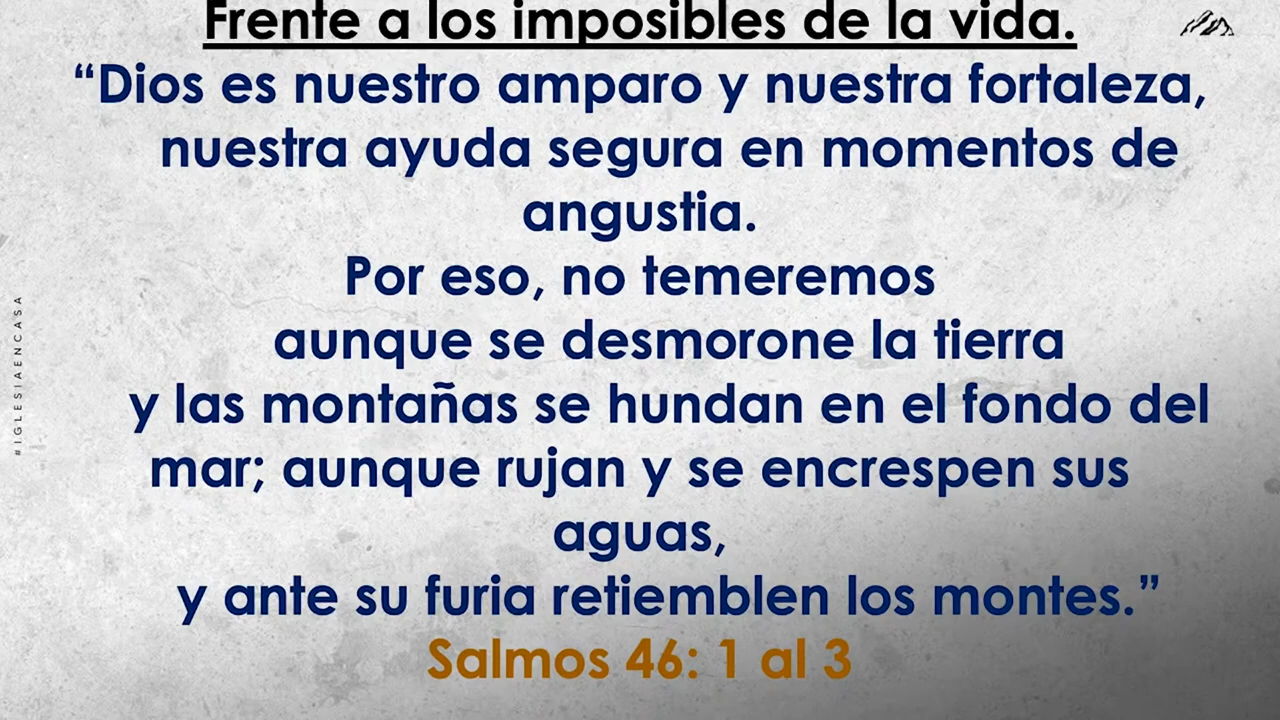 Frente a los imposibles de la vida.
“Dios es nuestro amparo y nuestra fortaleza,
nuestra ayuda segura en momentos de
angustia.
Por eso, no temeremos
aunque se desmorone la tierra
y las montañas se hundan en el fondo del
mar; aunque rujan y se encrespen sus
aguas,
y ante su furia retiemblen los montes.”
Salmos 46: 1 al 3
#IGLESIAENCASA